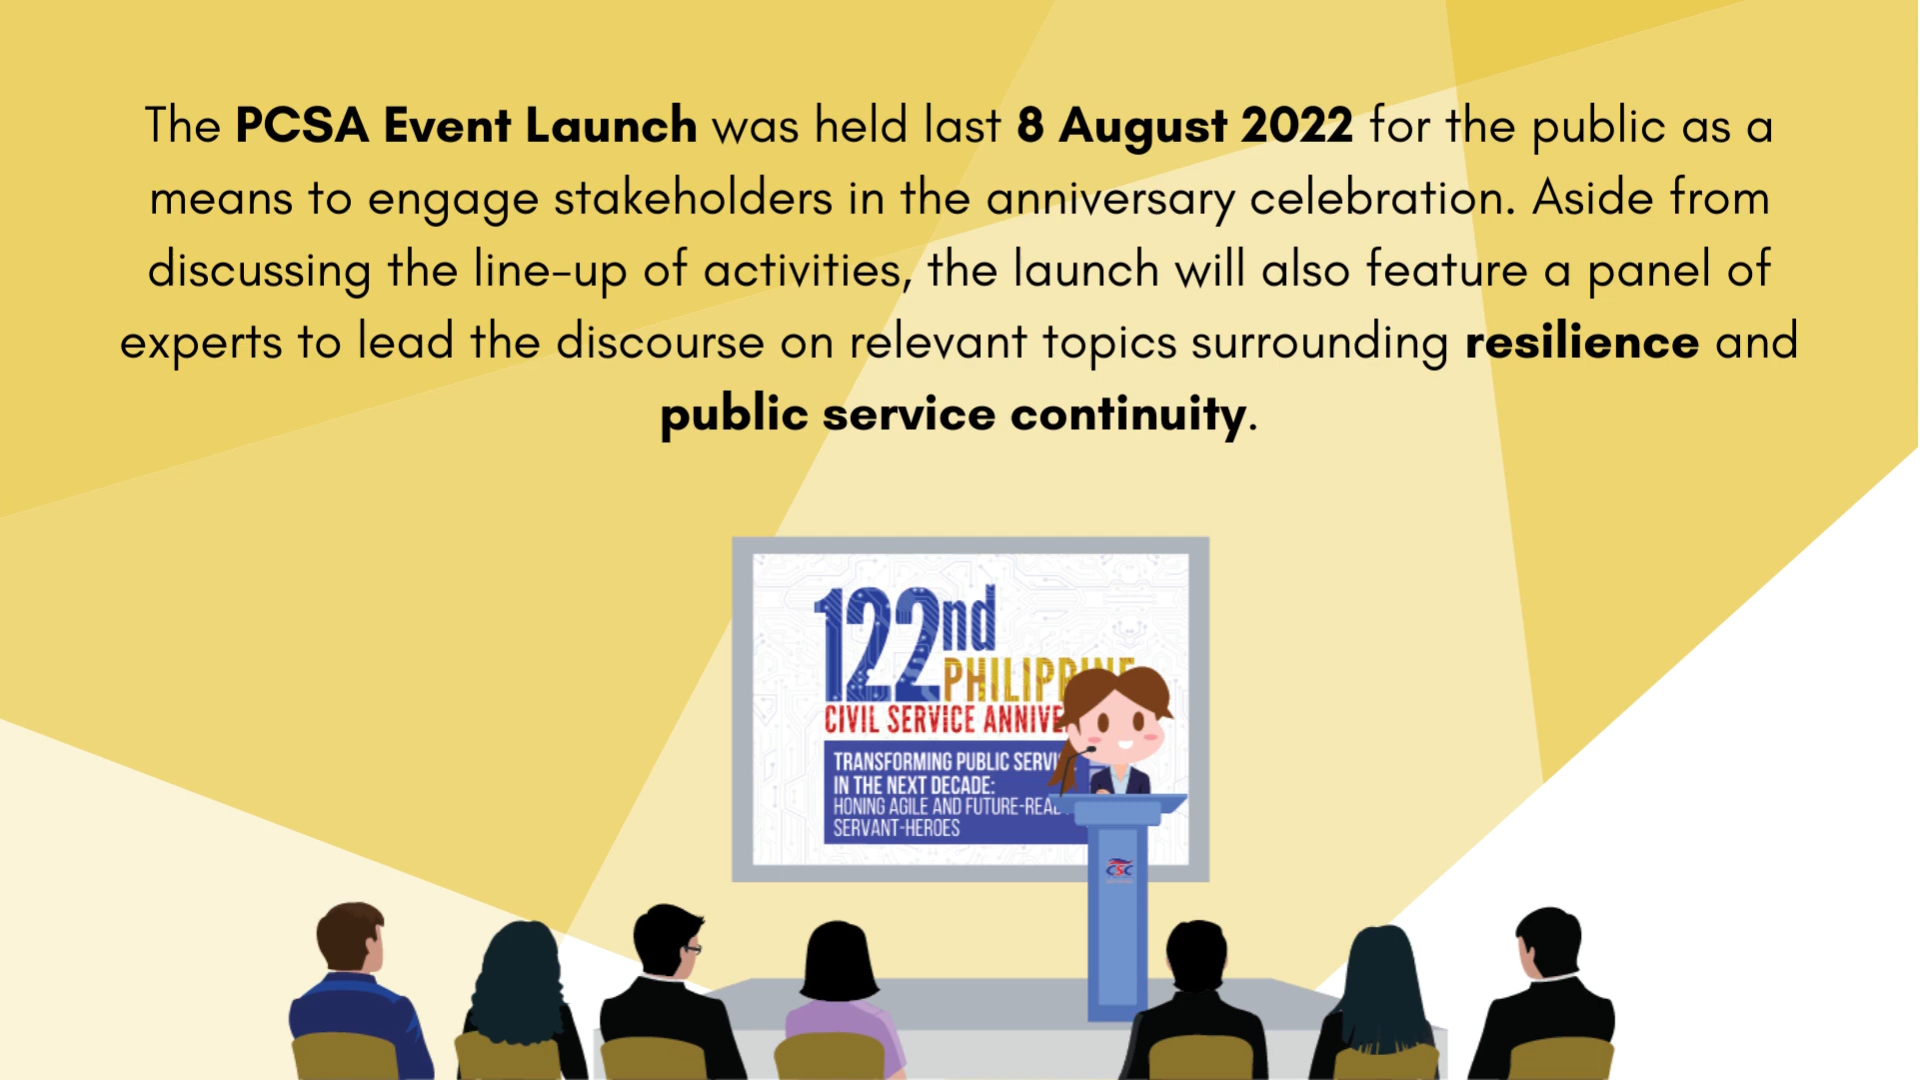 The PCSA Event Launch was held last 8 August 2022 for the public as a
means to engage stakeholders in the anniversary celebration. Aside from
discussing the line-up of activities, the launch will also feature a panel of
experts to lead the discourse on relevant topics surrounding resilience and
public service continuity.
122nd
CIVIL SERVICE
TRANSFORMING PUBLIC
IN THE NEXT DECADE:
HONING AGILE AND
SERVANT-HEROES
CSC